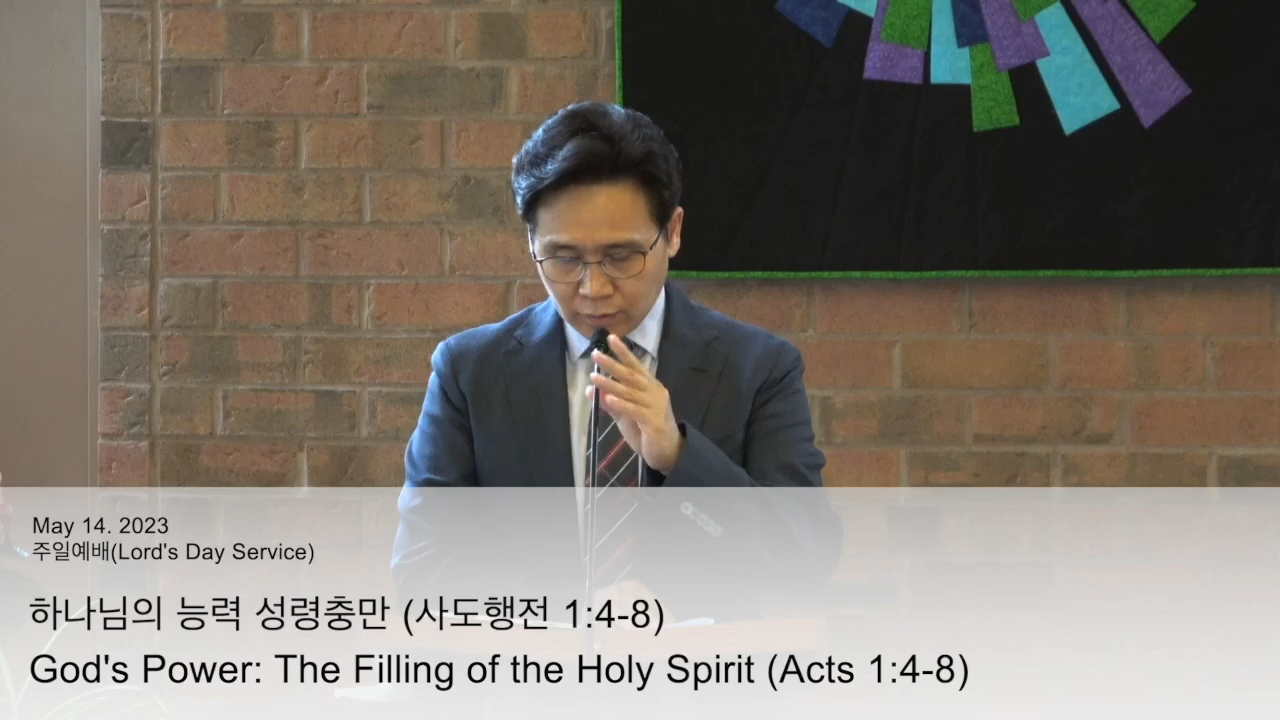 May 14. 2023
주일예배(Lord's Day Service)
하나님의 능력 성령충만 (사도행전 1:4-8)
God's Power: The Filling of the Holy Spirit (Acts 1:4-8)